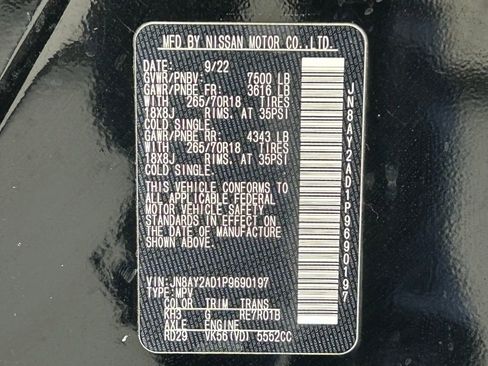 MFD BY NISSAN MOTOR CO.,LTD.
DATE: 9/22
GVWR/PNBV: 7500 LB
GAWR/PNBE FR: 3616 LB
WITH 265/70R18 TIRES
18X8J RIMS, AT 35PSI
COLD SINGLE.
GAWR/PNBE RR: 4343 LB
WITH 265/70R18 TIRES
18X8J RIMS, AT 35PSI
COLD SINGLE.
THIS VEHICLE CONFORMS TO
ALL APPLICABLE FEDERAL
MOTOR VEHICLE SAFETY
STANDARDS IN EFFECT ON
THE DATE OF MANUFACTURE
SHOWN ABOVE.
VIN: JN8AY2AD1P9690197
TYPE:MPV
COLOR TRIM TRANS
KH3 G RE7R01B
AXLE ENGINE
RD29 VK56(VD) 5552CC
JN8AY2AD1P9690197